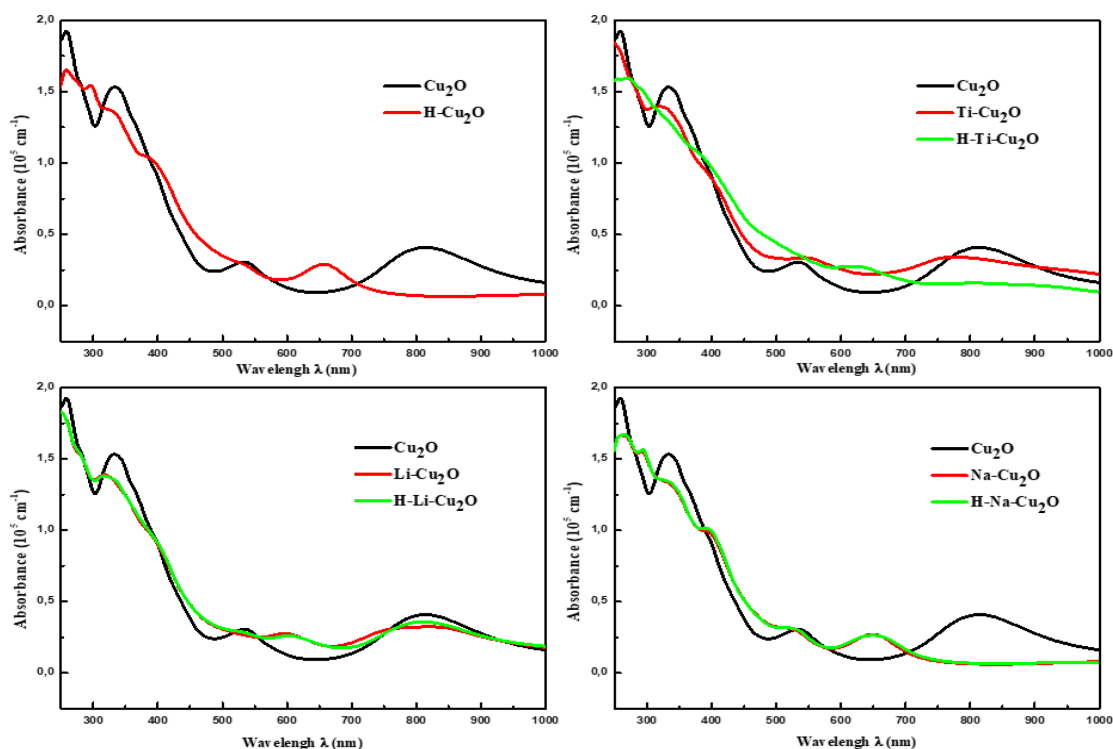 2,0
1,5
1,0
0,5
0,0
Absorbance (10⁵ cm⁻¹)
Cu₂O
H-Cu₂O
300 400 500 600 700 800 900 1000
Wavelengh λ (nm)
2,0
1,5
1,0
0,5
0,0
Absorbance (10⁵ cm⁻¹)
Cu₂O
Ti-Cu₂O
H-Ti-Cu₂O
300 400 500 600 700 800 900 1000
Wavelengh λ (nm)
2,0
1,5
1,0
0,5
0,0
Absorbance (10⁵ cm⁻¹)
Cu₂O
Li-Cu₂O
H-Li-Cu₂O
300 400 500 600 700 800 900 1000
Wavelengh λ (nm)
2,0
1,5
1,0
0,5
0,0
Absorbance (10⁵ cm⁻¹)
Cu₂O
Na-Cu₂O
H-Na-Cu₂O
300 400 500 600 700 800 900 1000
Wavelengh λ (nm)